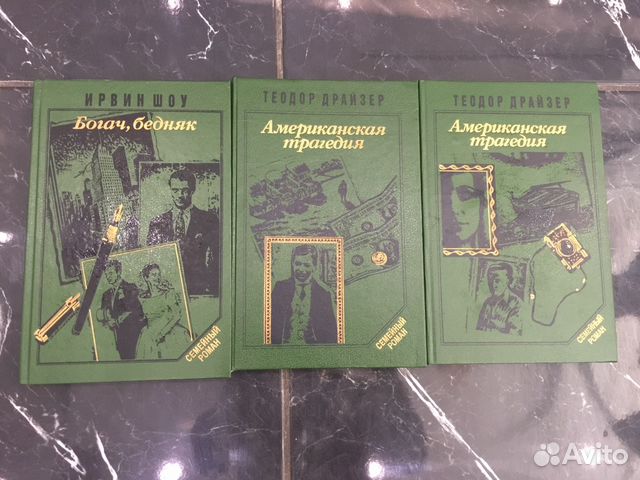 ИРВИН ШОУ
Богач, бедняк
СЕМЕЙНЫЙ
РОМАН
ТЕОДОР ДРАЙЗЕР
Американская
трагедия
СЕМЕЙНЫЙ
РОМАН
ТЕОДОР ДРАЙЗЕР
Американская
трагедия
СЕМЕЙНЫЙ
РОМАН
Avito